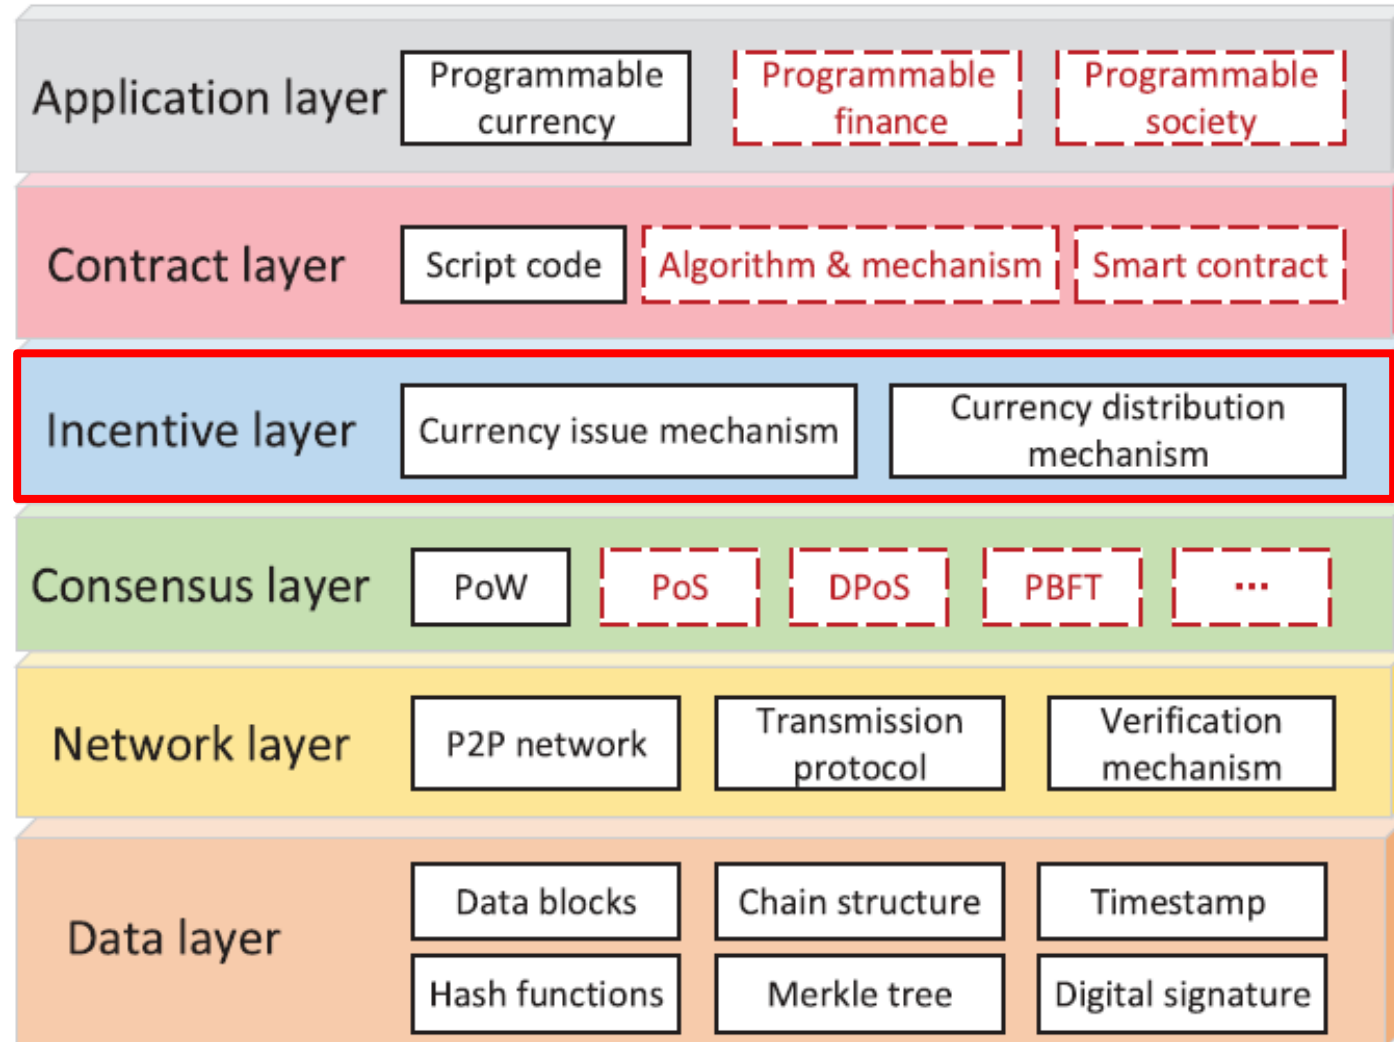 Application layer
Programmable
currency
Programmable
finance
Programmable
society
Contract layer
Script code
Algorithm & mechanism
Smart contract
Incentive layer
Currency issue mechanism
Currency distribution
mechanism
Consensus layer
PoW
PoS
DPoS
PBFT
...
Network layer
P2P network
Transmission
protocol
Verification
mechanism
Data layer
Data blocks
Chain structure
Timestamp
Hash functions
Merkle tree
Digital signature